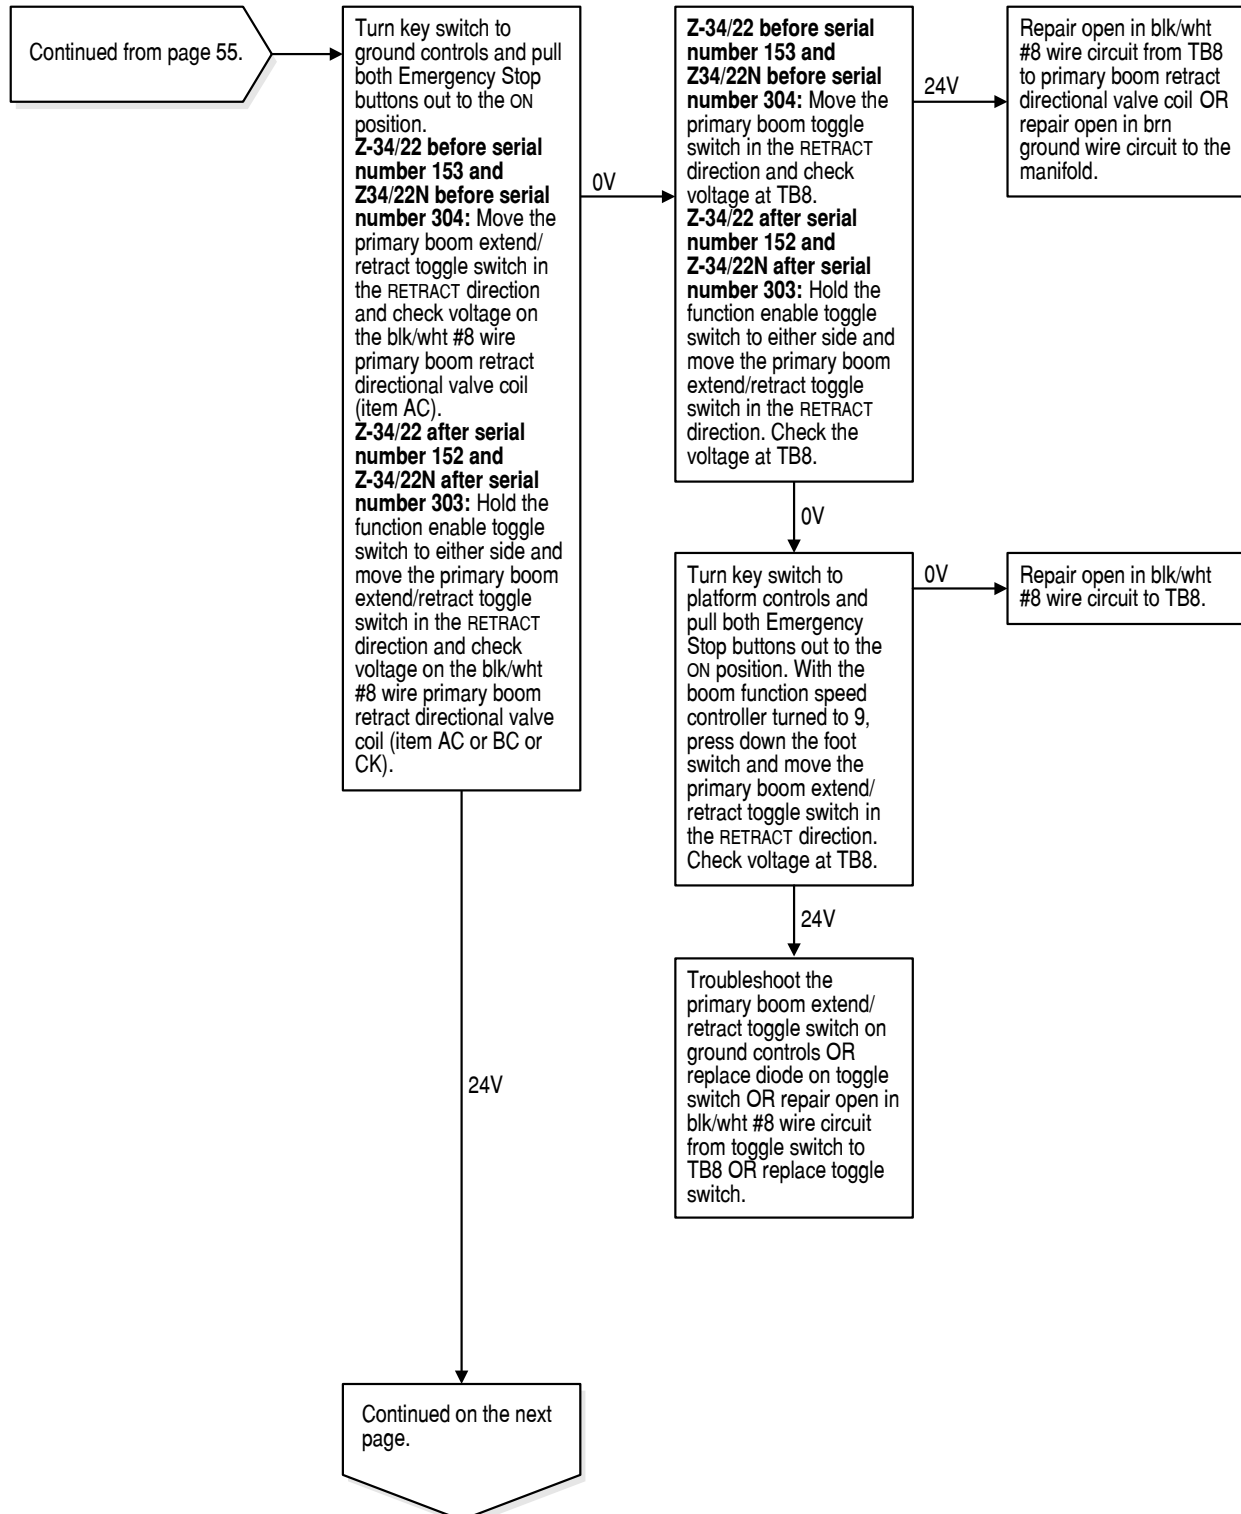 Continued from page 55.
Turn key switch to
ground controls and pull
both Emergency Stop
buttons out to the ON
position.
Z-34/22 before serial
number 153 and
Z34/22N before serial
number 304: Move the
primary boom extend/
retract toggle switch in
the RETRACT direction
and check voltage on
the blk/wht #8 wire
primary boom retract
directional valve coil
(item AC).
Z-34/22 after serial
number 152 and
Z-34/22N after serial
number 303: Hold the
function enable toggle
switch to either side and
move the primary boom
extend/retract toggle
switch in the RETRACT
direction and check
voltage on the blk/wht
#8 wire primary boom
retract directional valve
coil (item AC or BC or
CK).
0V
Z-34/22 before serial
number 153 and
Z34/22N before serial
number 304: Move the
primary boom toggle
switch in the RETRACT
direction and check
voltage at TB8.
Z-34/22 after serial
number 152 and
Z-34/22N after serial
number 303: Hold the
function enable toggle
switch to either side and
move the primary boom
extend/retract toggle
switch in the RETRACT
direction. Check the
voltage at TB8.
24V
Repair open in blk/wht
#8 wire circuit from TB8
to primary boom retract
directional valve coil OR
repair open in brn
ground wire circuit to the
manifold.
0V
Turn key switch to
platform controls and
pull both Emergency
Stop buttons out to the
ON position. With the
boom function speed
controller turned to 9,
press down the foot
switch and move the
primary boom extend/
retract toggle switch in
the RETRACT direction.
Check voltage at TB8.
0V
Repair open in blk/wht
#8 wire circuit to TB8.
24V
Troubleshoot the
primary boom extend/
retract toggle switch on
ground controls OR
replace diode on toggle
switch OR repair open in
blk/wht #8 wire circuit
from toggle switch to
TB8 OR replace toggle
switch.
24V
Continued on the next
page.